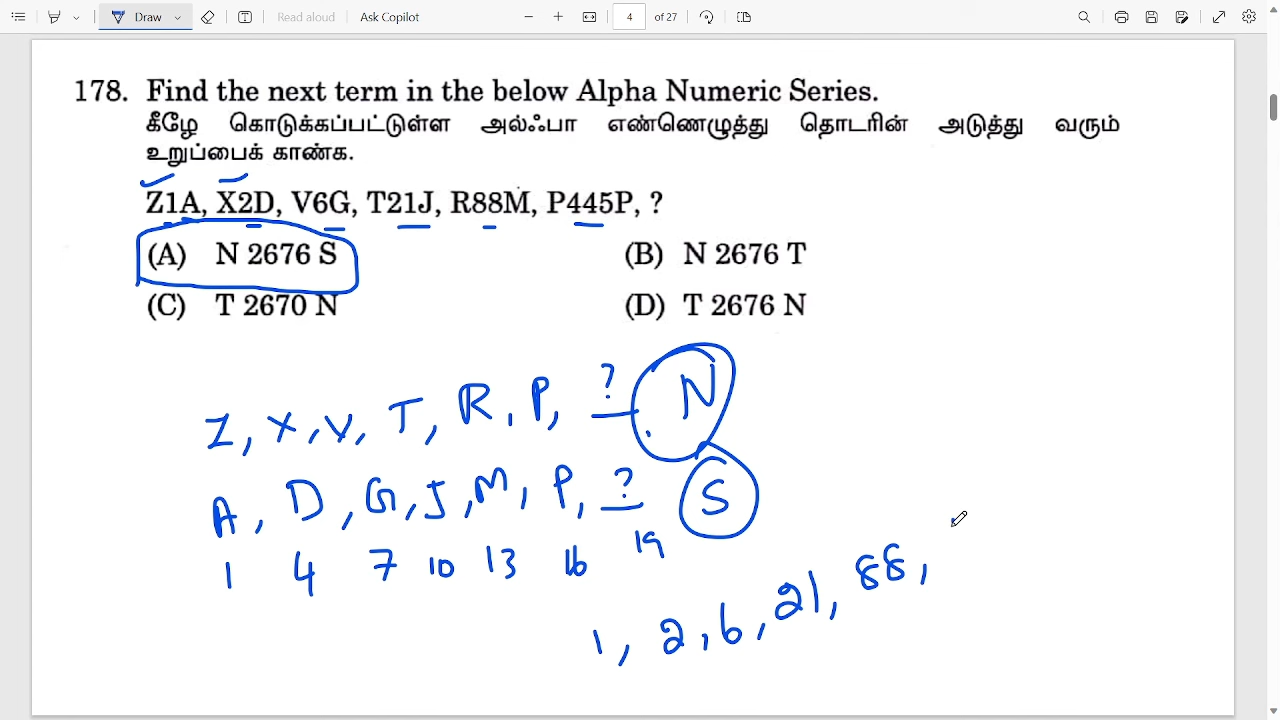 Draw
Read aloud
Ask Copilot
4
of 27
178. Find the next term in the below Alpha Numeric Series.
கீழே கொடுக்கப்பட்டுள்ள அல்ஃபா எண்ணெழுத்து தொடரின் அடுத்து வரும்
உறுப்பைக் காண்க.
Z1A, X2D, V6G, T21J, R88M, P445P, ?
(A) N 2676 S (B) N 2676 T
(C) T 2670 N (D) T 2676 N
Z, X, V, T, R, P, ? N
A, D, G, J, M, P, ? S
1 4 7 10 13 16 19
1, 2, 6, 21, 88,